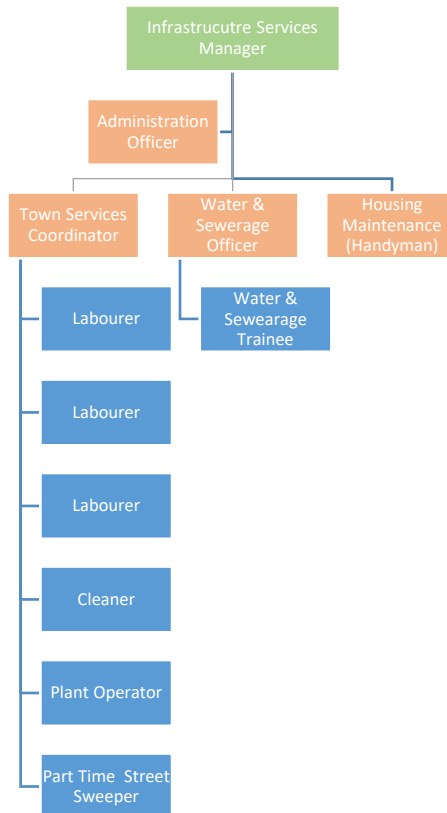 Infrastrucutre Services
Manager
Administration
Officer
Town Services
Coordinator
Water &
Sewerage
Officer
Housing
Maintenance
(Handyman)
Labourer
Water &
Sewearage
Trainee
Labourer
Labourer
Cleaner
Plant Operator
Part Time Street
Sweeper